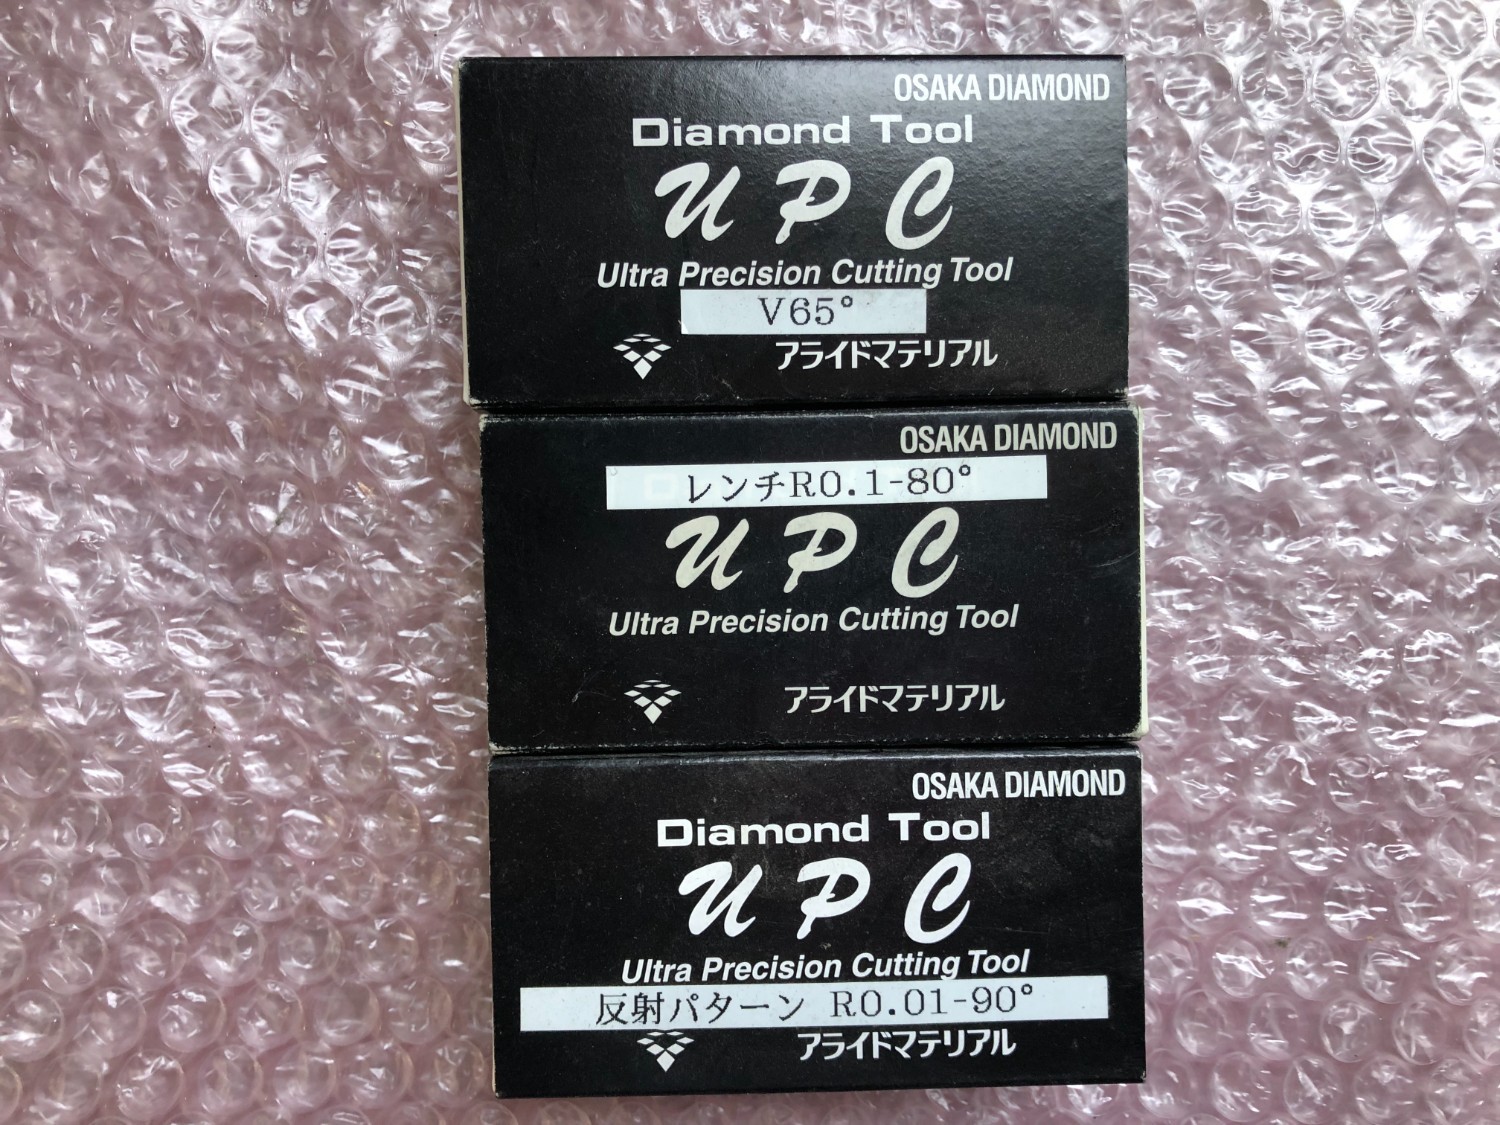 OSAKA DIAMOND
Diamond Tool
UPC
Ultra Precision Cutting Tool
V65°
アライドマテリアル
OSAKA DIAMOND
レンチR0.1-80°
UPC
Ultra Precision Cutting Tool
アライドマテリアル
OSAKA DIAMOND
Diamond Tool
UPC
Ultra Precision Cutting Tool
反射パターン R0.01-90°
アライドマテリアル